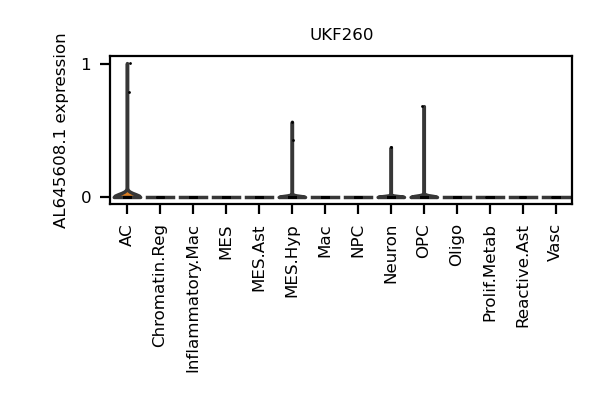 UKF260
AL645608.1 expression
1
0
AC
Chromatin.Reg
Inflammatory.Mac
MES
MES.Ast
MES.Hyp
Mac
NPC
Neuron
OPC
Oligo
Prolif.Metab
Reactive.Ast
Vasc